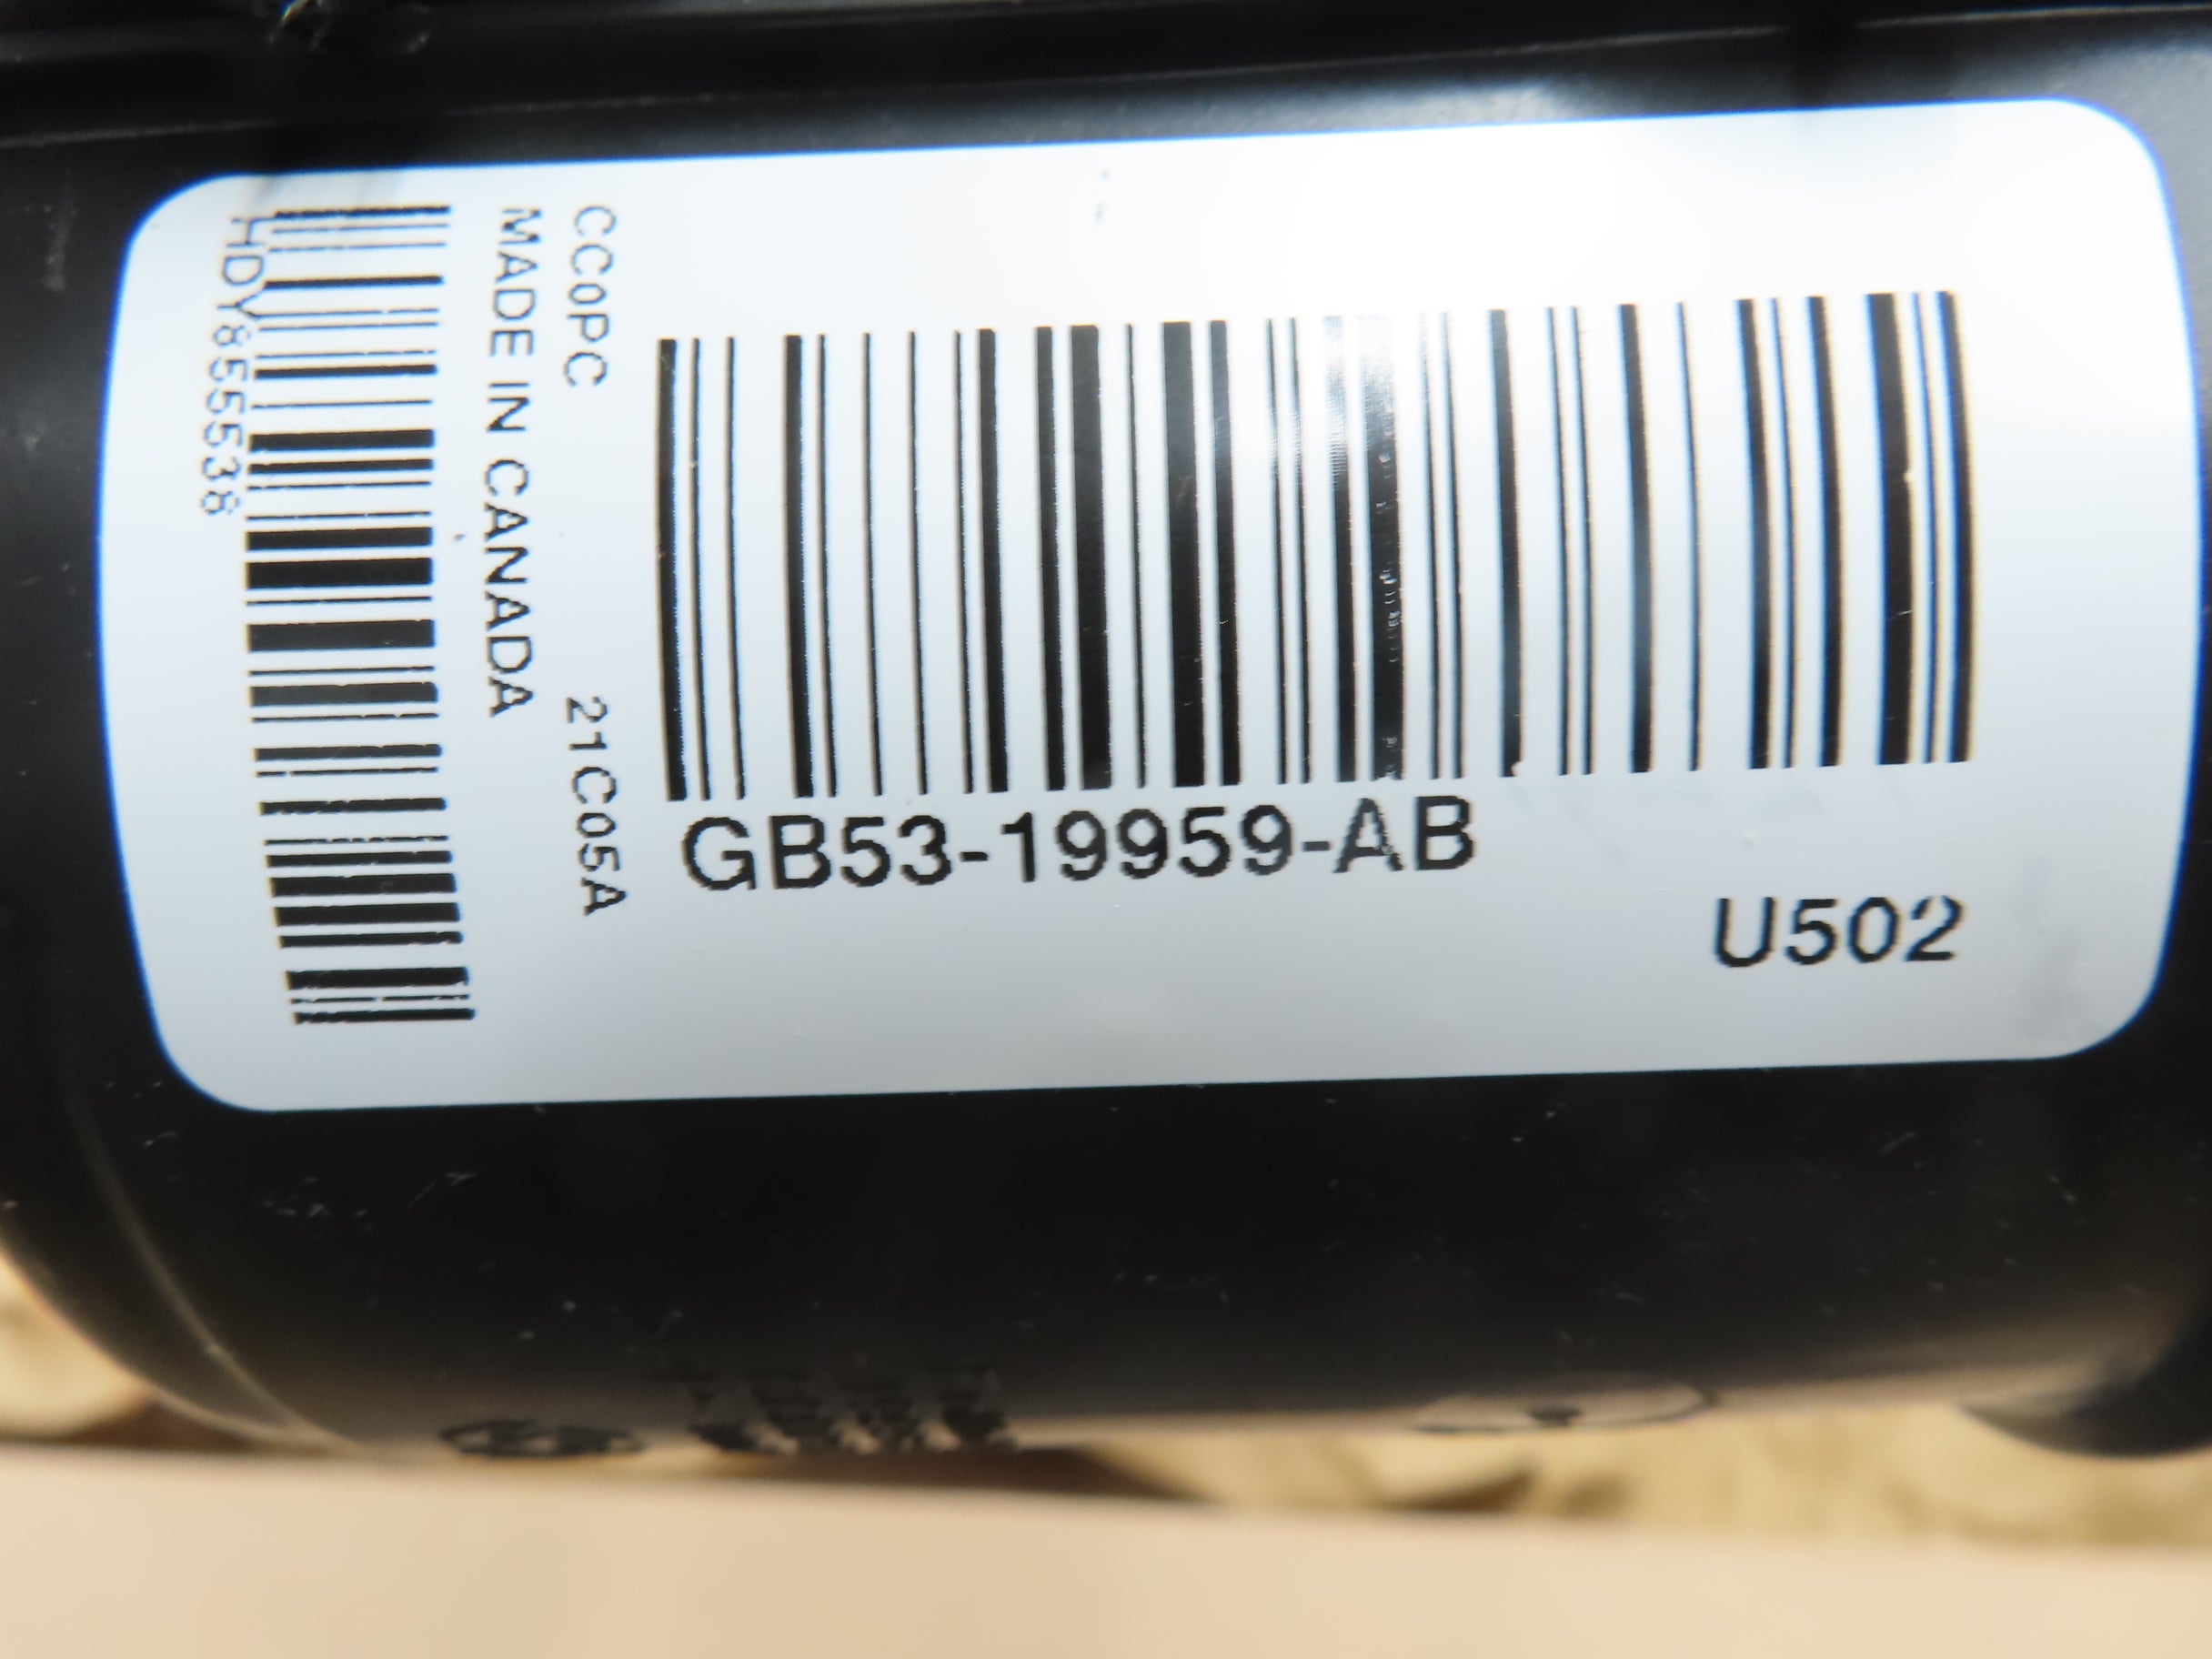 GB53-19959-AB
U502
CC0PC 21C05A
MADE IN CANADA
HDY855538